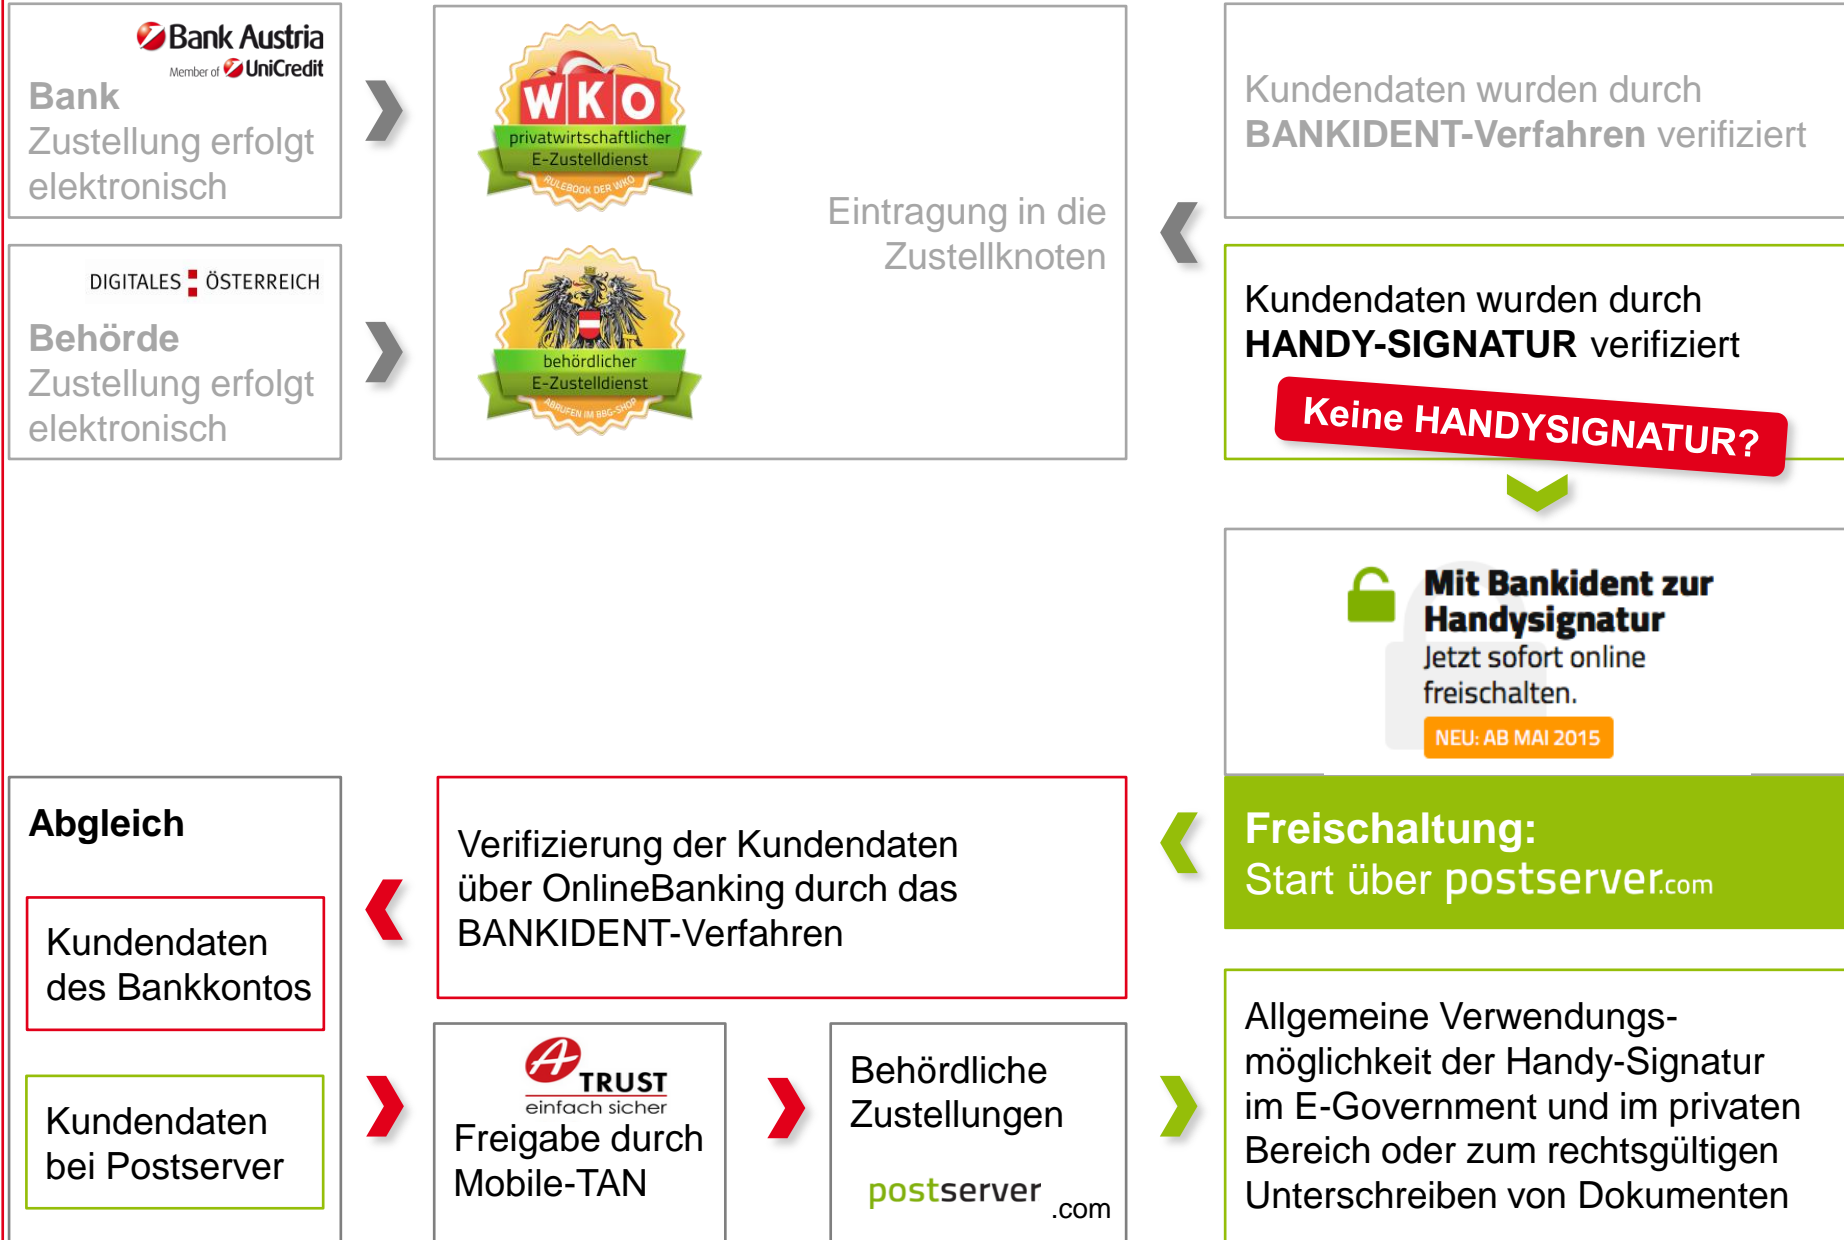 Bank Austria
Member of UniCredit
Bank
Zustellung erfolgt
elektronisch
WKO
privatwirtschaftlicher
E-Zustelldienst
RULEBOOK DER WKO
Eintragung in die
Zustellknoten
Kundendaten wurden durch
BANKIDENT-Verfahren verifiziert
DIGITALES ÖSTERREICH
Behörde
Zustellung erfolgt
elektronisch
behördlicher
E-Zustelldienst
ABRUFEN IM BBG-SHOP
Kundendaten wurden durch
HANDY-SIGNATUR verifiziert
Keine HANDYSIGNATUR?
Mit Bankident zur
Handysignatur
Jetzt sofort online
freischalten.
NEU: AB MAI 2015
Freischaltung:
Start über postserver.com
Verifizierung der Kundendaten
über OnlineBanking durch das
BANKIDENT-Verfahren
Abgleich
Kundendaten
des Bankkontos
Kundendaten
bei Postserver
A TRUST
einfach sicher
Freigabe durch
Mobile-TAN
Behördliche
Zustellungen
postserver .com
Allgemeine Verwendungs-
möglichkeit der Handy-Signatur
im E-Government und im privaten
Bereich oder zum rechtsgültigen
Unterschreiben von Dokumenten